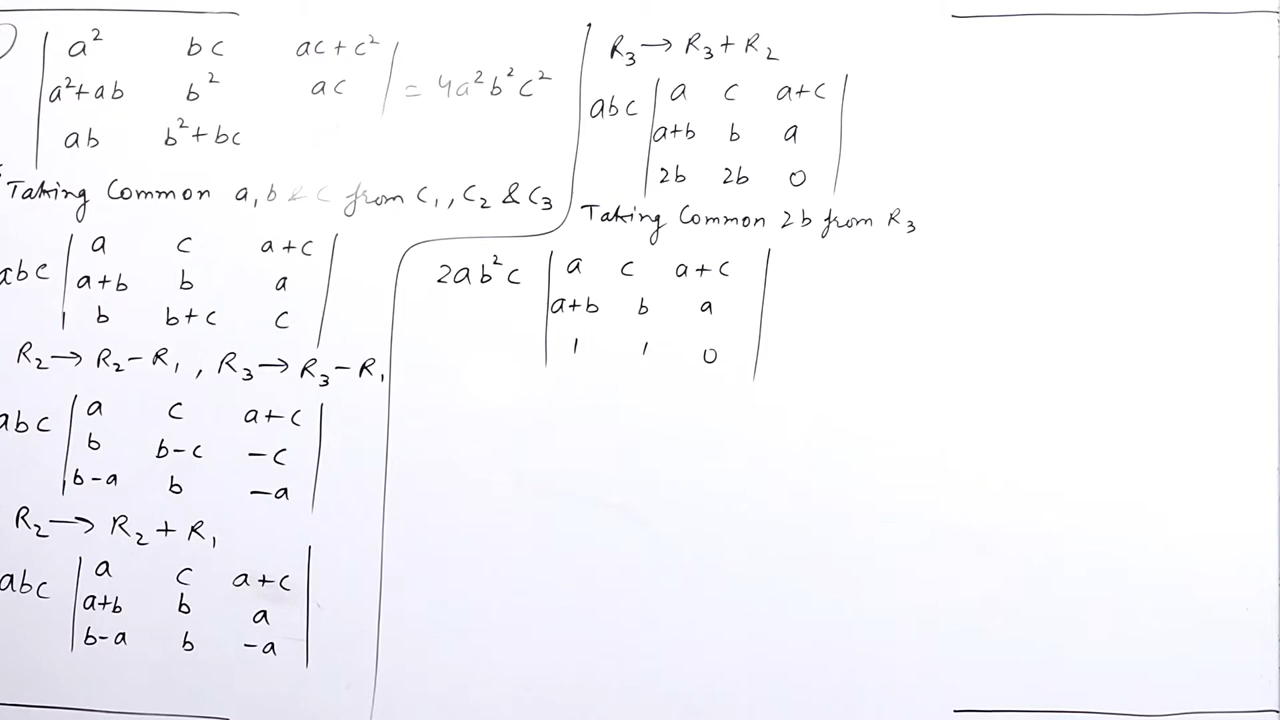 ) | a² bc ac + c² |
| a²+ab b² ac | = 4a²b²c²
| ab b²+bc
Taking Common a, b & c from C₁, C₂ & C₃
abc | a c a+c |
| a+b b a |
| b b+c c |
R₂ → R₂ - R₁, R₃ → R₃ - R₁
abc | a c a+c |
| b b-c -c |
| b-a b -a |
R₂ → R₂ + R₁
abc | a c a+c |
| a+b b a |
| b-a b -a |
R₃ → R₃ + R₂
abc | a c a+c |
| a+b b a |
| 2b 2b 0 |
Taking Common 2b from R₃
2ab²c | a c a+c |
| a+b b a |
| 1 1 0 |